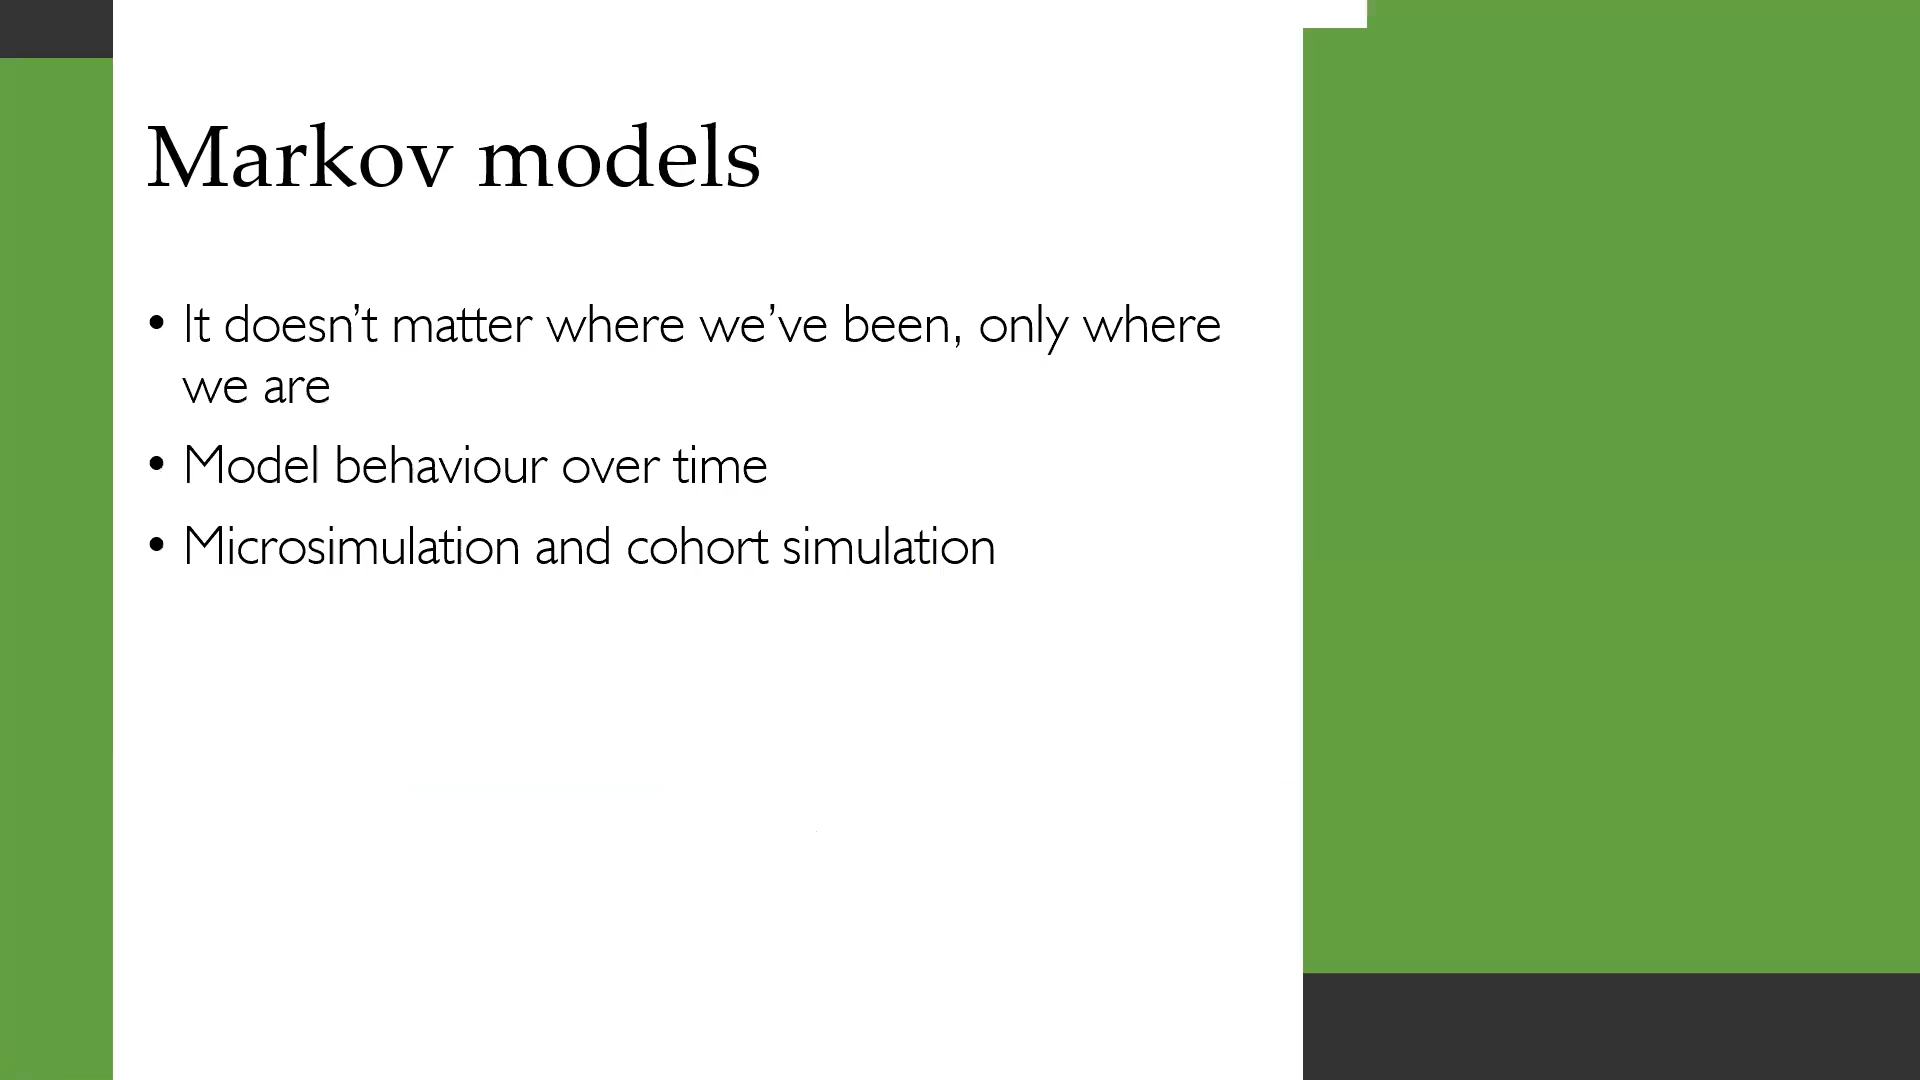 Markov models
• It doesn’t matter where we’ve been, only where
we are
• Model behaviour over time
• Microsimulation and cohort simulation